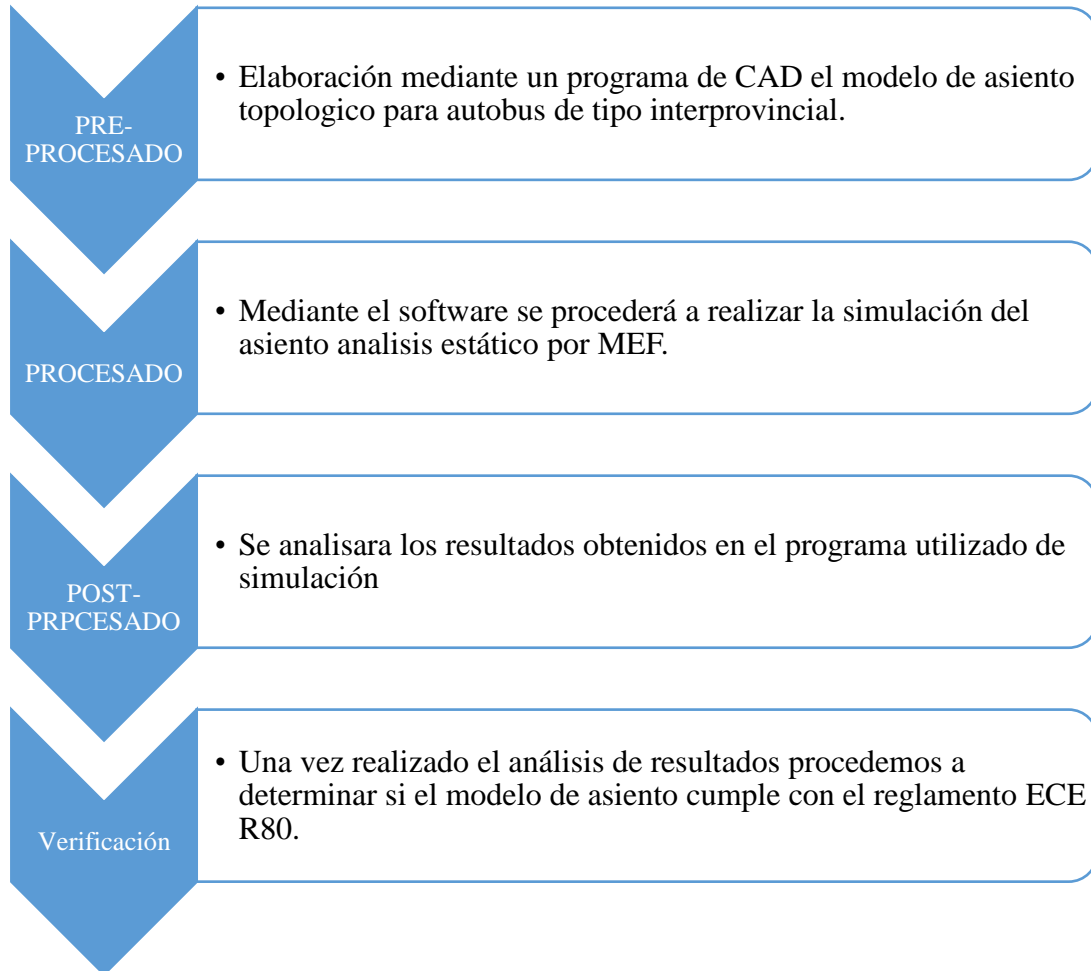 PRE-
PROCESADO
• Elaboración mediante un programa de CAD el modelo de asiento
topologico para autobus de tipo interprovincial.
PROCESADO
• Mediante el software se procederá a realizar la simulación del
asiento analisis estático por MEF.
POST-
PRPCESADO
• Se analisara los resultados obtenidos en el programa utilizado de
simulación
Verificación
• Una vez realizado el análisis de resultados procedemos a
determinar si el modelo de asiento cumple con el reglamento ECE
R80.